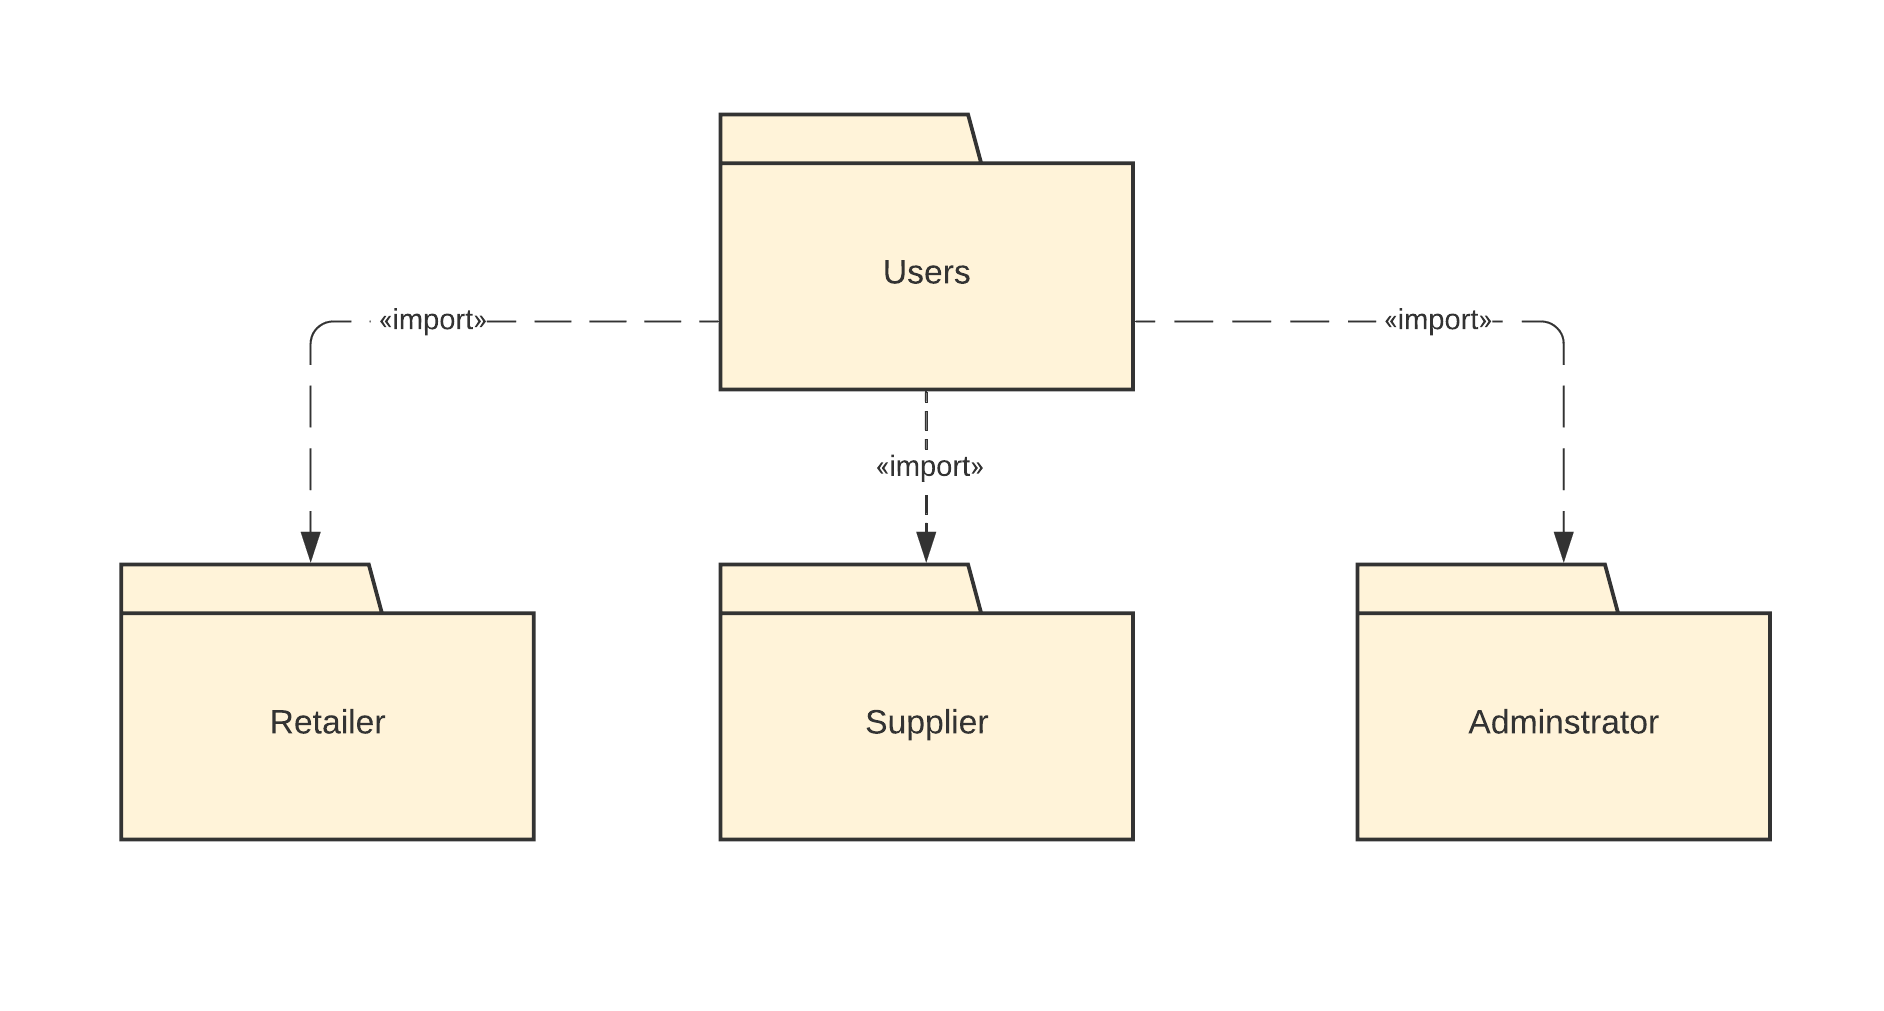 Users
«import»
«import»
«import»
Retailer
Supplier
Adminstrator